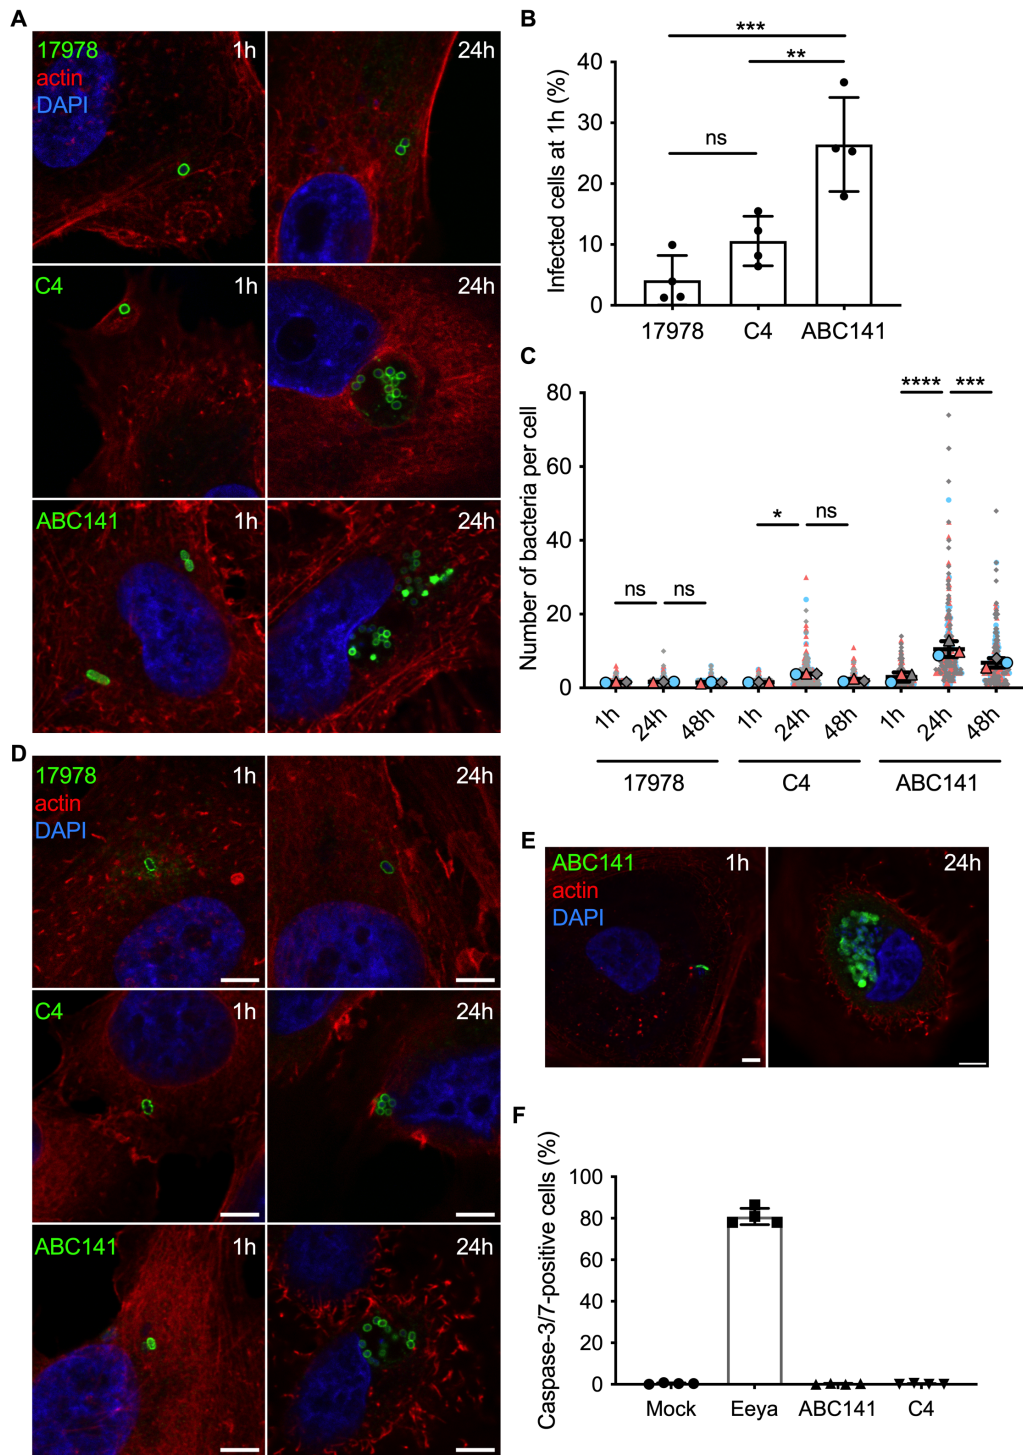 A
17978
actin
DAPI
1h
24h
C4
1h
24h
ABC141
1h
24h
B
Infected cells at 1h (%)
40
30
20
10
0
***
**
ns
17978 C4 ABC141
C
Number of bacteria per cell
80
60
40
20
0
**** ***
* ns
ns ns
1h 24h 48h 1h 24h 48h 1h 24h 48h
17978 C4 ABC141
D
17978
actin
DAPI
1h
24h
C4
1h
24h
ABC141
1h
24h
E
ABC141
actin
DAPI
1h
24h
F
Caspase-3/7-positive cells (%)
100
80
60
40
20
0
Mock Eeya ABC141 C4